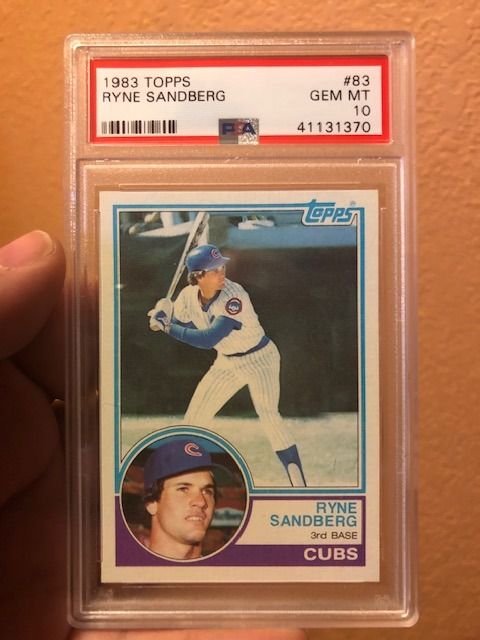 1983 TOPPS #83
RYNE SANDBERG GEM MT
10
PSA 41131370
Topps
C
RYNE
SANDBERG
3rd BASE
CUBS